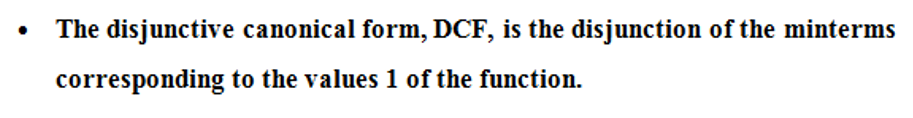 • The disjunctive canonical form, DCF, is the disjunction of the minterms
corresponding to the values 1 of the function.